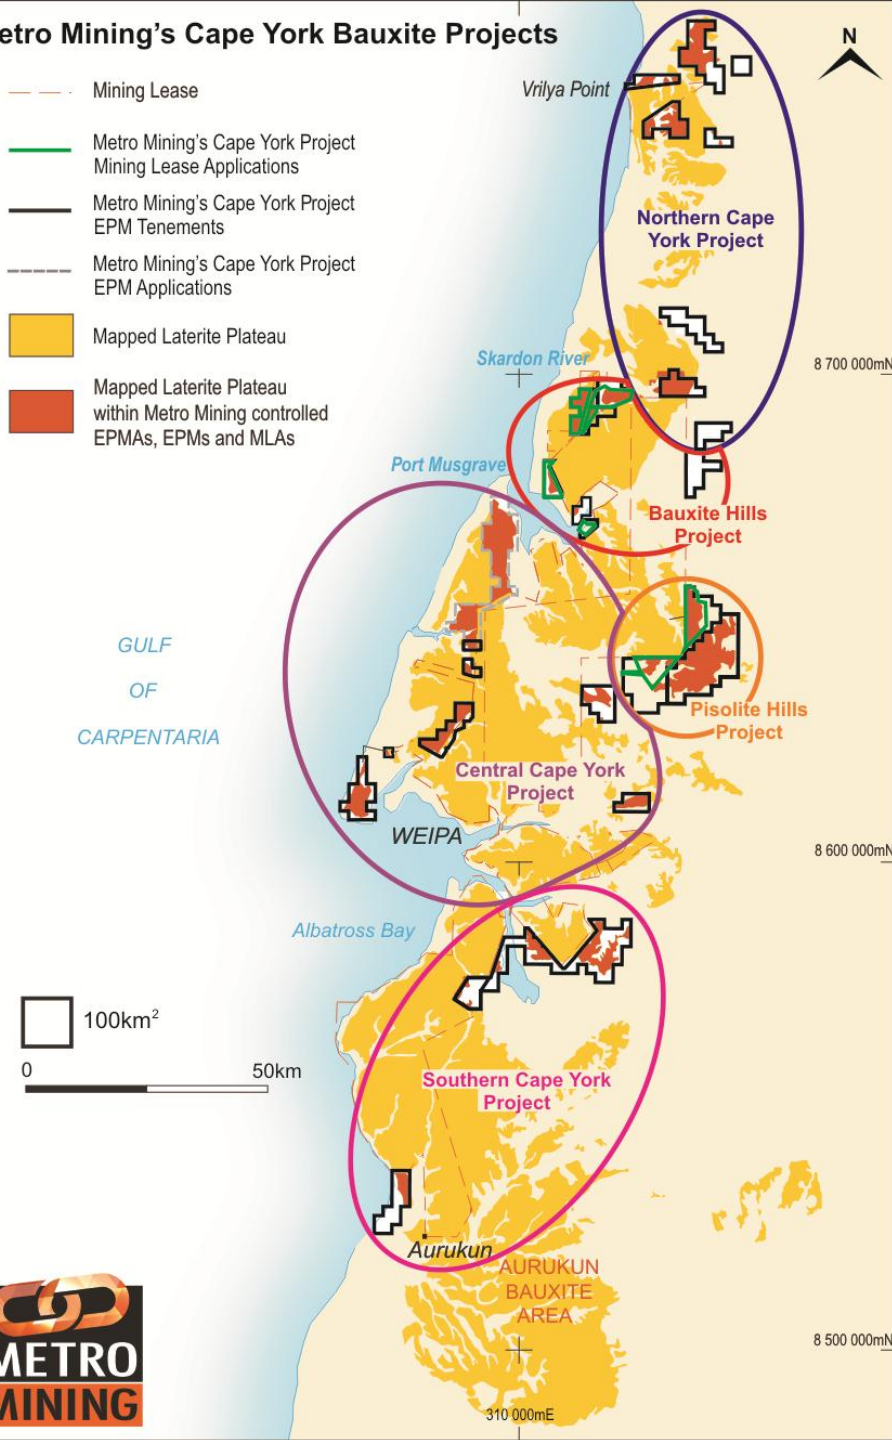 etro Mining's Cape York Bauxite Projects
N
Mining Lease
Metro Mining's Cape York Project
Mining Lease Applications
Metro Mining's Cape York Project
EPM Tenements
Metro Mining's Cape York Project
EPM Applications
Mapped Laterite Plateau
Mapped Laterite Plateau
within Metro Mining controlled
EPMAs, EPMs and MLAs
Vrilya Point
Northern Cape
York Project
Skardon River
8 700 000mN
Port Musgrave
Bauxite Hills
Project
GULF
OF
CARPENTARIA
Pisolite Hills
Project
Central Cape York
Project
WEIPA
8 600 000mN
Albatross Bay
100km²
0
50km
Southern Cape York
Project
Aurukun
AURUKUN
BAUXITE
AREA
8 500 000mN
310 000mE
METRO
MINING